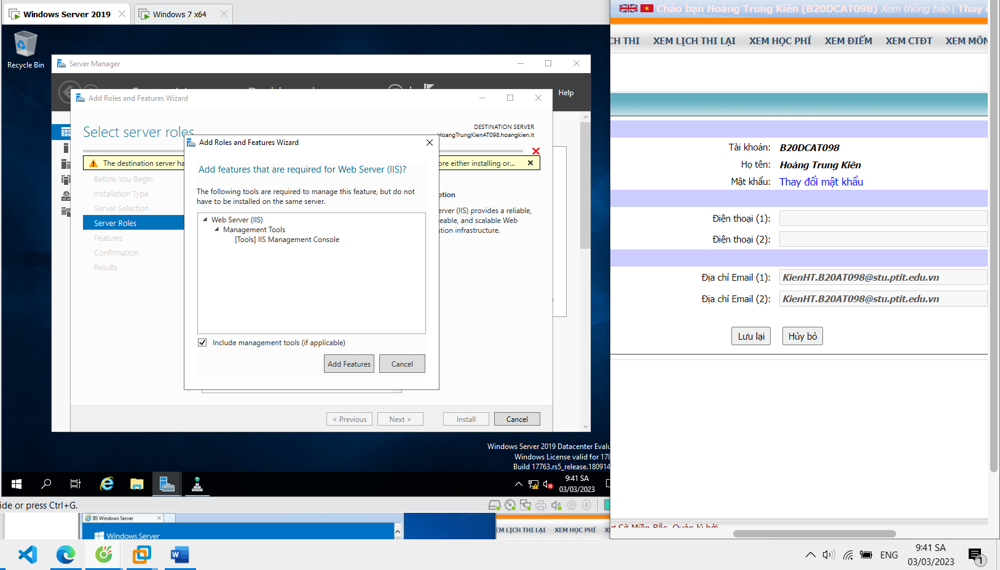 Windows Server 2019
Windows 7 x64
Recycle Bin
Server Manager
Help
Add Roles and Features Wizard
Select server roles
DESTINATION SERVER
HoangTrungKienAT098.hoangkien.it
The destination server ha
ore either installing or...
Before You Begin
Installation Type
Server Selection
Server Roles
Features
Confirmation
Results
ption
erver (IIS) provides a reliable,
eable, and scalable Web
tion infrastructure.
Add Roles and Features Wizard
Add features that are required for Web Server (IIS)?
The following tools are required to manage this feature, but do not
have to be installed on the same server.
Web Server (IIS)
Management Tools
[Tools] IIS Management Console
Include management tools (if applicable)
Add Features
Cancel
< Previous
Next >
Install
Cancel
Windows Server 2019 Datacenter Evalu
Windows License valid for 178
Build 17763.rs5_release.180914
9:41 SA
03/03/2023
ide or press Ctrl+G.
IIS Windows Server
Windows Server
EM LỊCH THI LẠI XEM HỌC PHÍ
Chào bạn Hoàng Trung Kiên (B20DCAT098) Xem thông báo | Thay
CH THI XEM LỊCH THI LẠI XEM HỌC PHÍ XEM ĐIỂM XEM CTĐT XEM MÔN
Tài khoản: B20DCAT098
Họ tên: Hoàng Trung Kiên
Mật khẩu: Thay đổi mật khẩu
Điện thoại (1):
Điện thoại (2):
Địa chỉ Email (1): KienHT.B20AT098@stu.ptit.edu.vn
Địa chỉ Email (2): KienHT.B20AT098@stu.ptit.edu.vn
Lưu lại
Hủy bỏ
Sở Miền Bắc. Quản lý bởi
ENG
9:41 SA
03/03/2023
1